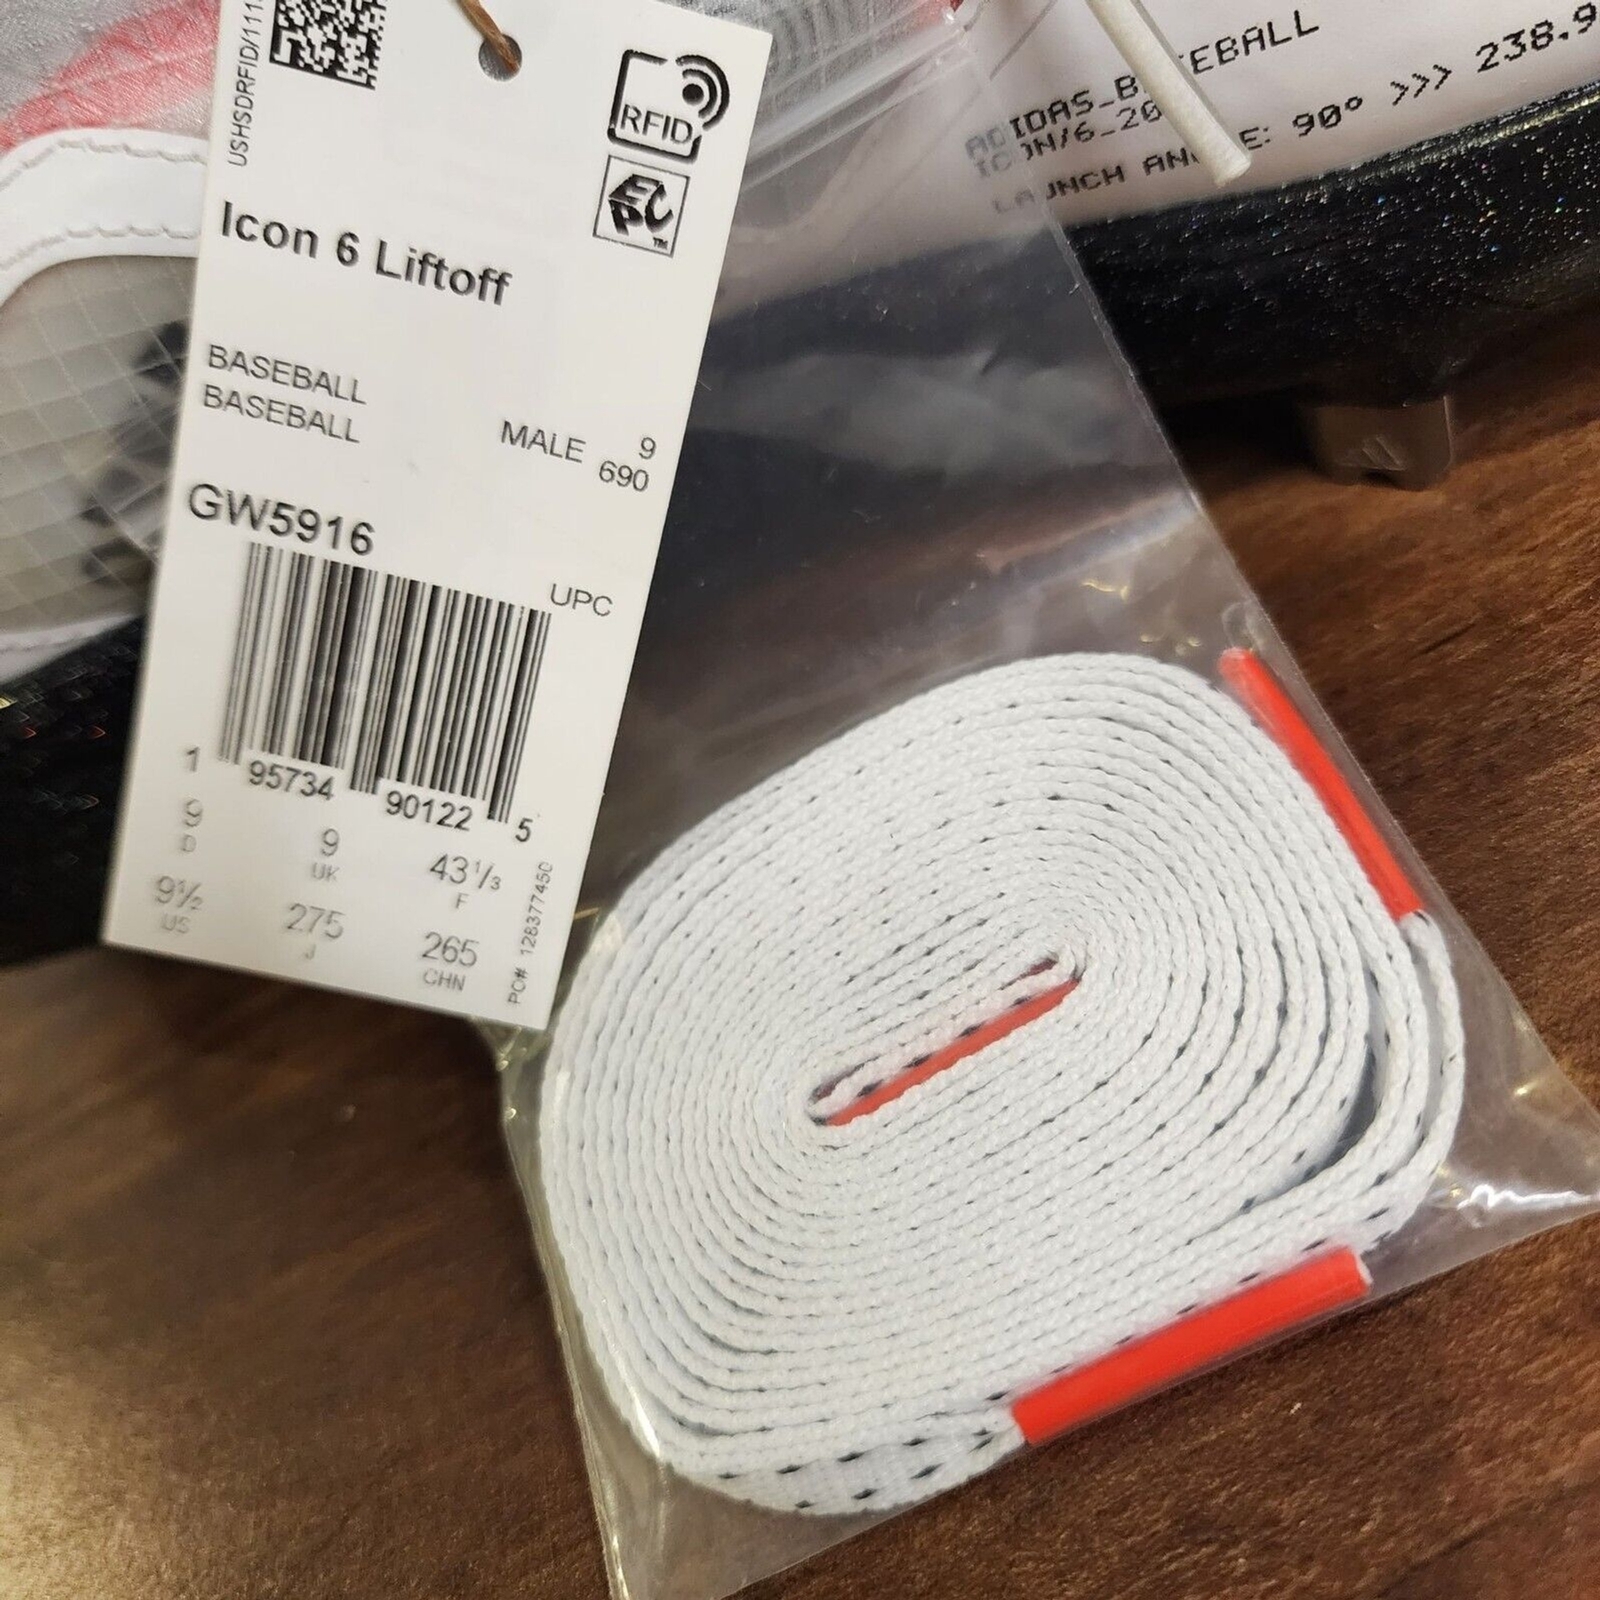 USHSDRFID/111
RFID
EPC
TM
Icon 6 Liftoff
BASEBALL
BASEBALL
MALE 9
690
GW5916
UPC
1 95734 90122 5
9 9 43 1/3
D UK F
9½ 275 265
US J CHN
PO# 128377450
ADIDAS_B EBALL
ICON/6_20
LAUNCH AN E: 90° >>> 238.9